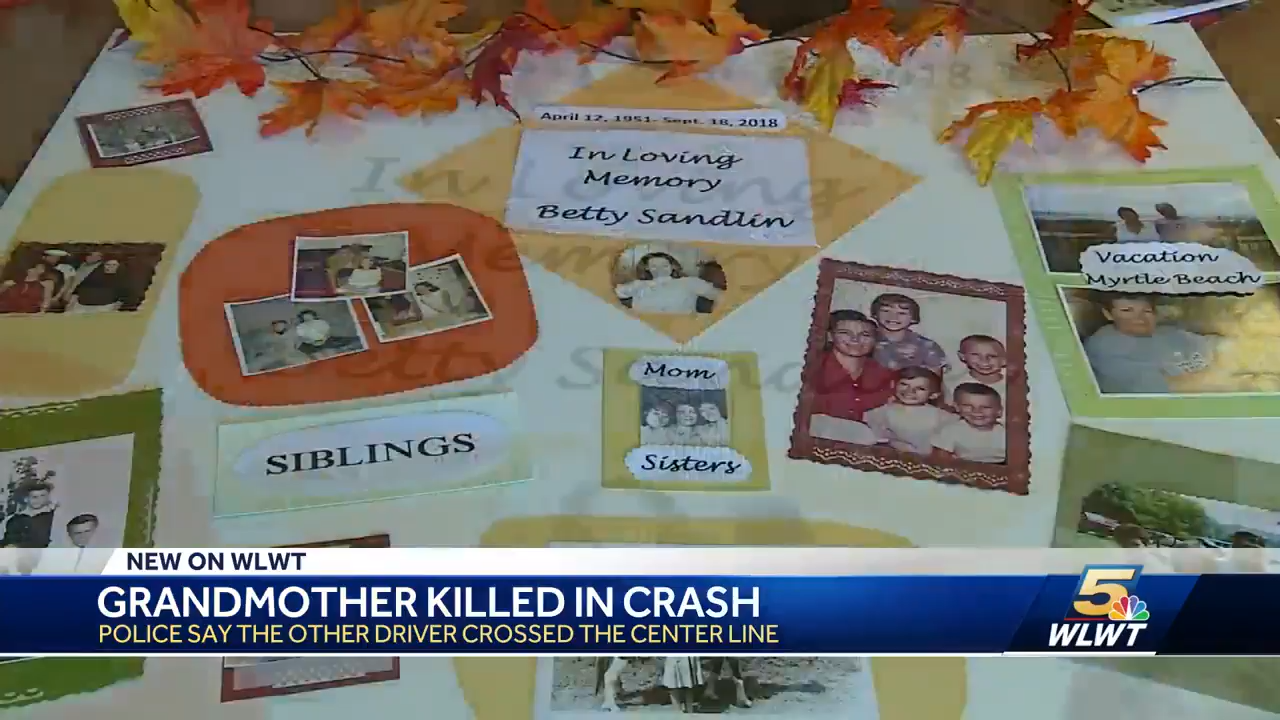 April 12, 1951- Sept. 18, 2018
In Loving
Memory
Betty Sandlin
Vacation
Myrtle Beach
Mom
Sisters
SIBLINGS
NEW ON WLWT
GRANDMOTHER KILLED IN CRASH
POLICE SAY THE OTHER DRIVER CROSSED THE CENTER LINE
5
WLWT